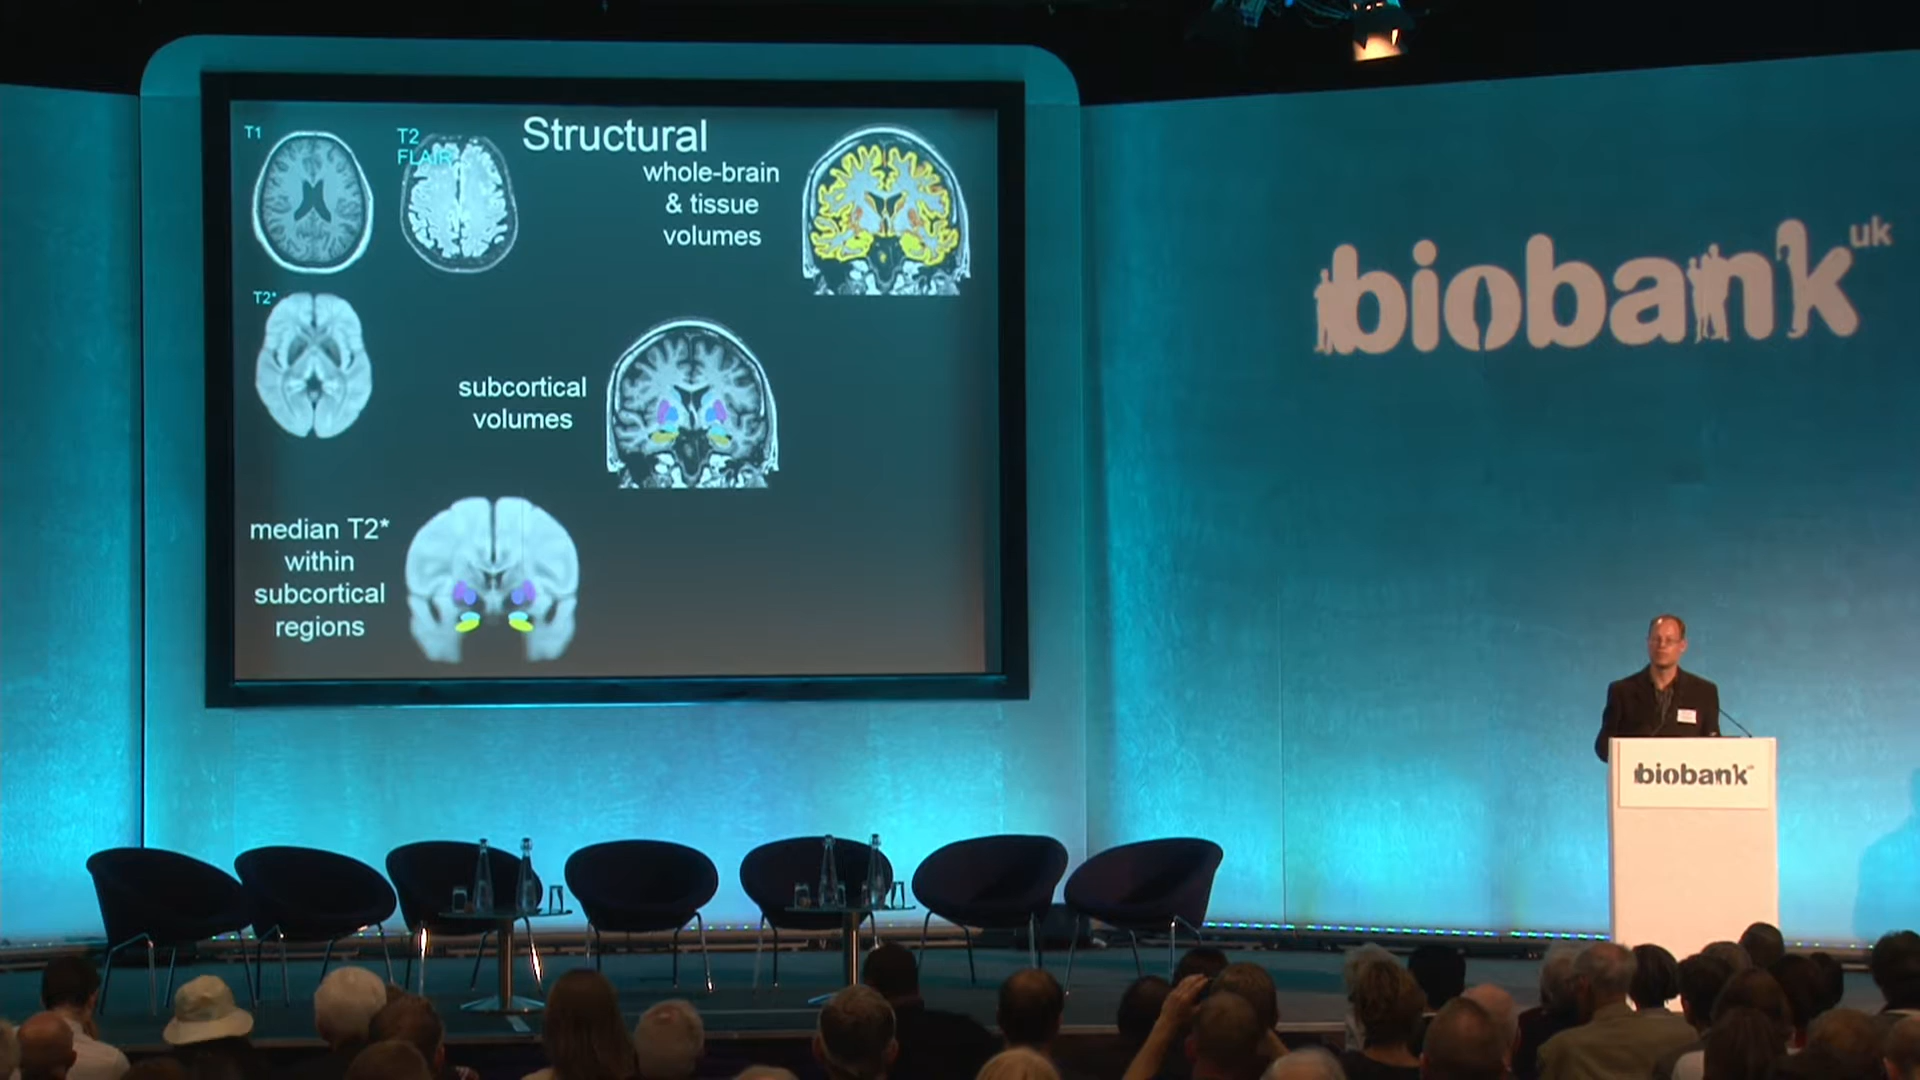 T1
T2
FLAIR
Structural
whole-brain
& tissue
volumes
T2*
subcortical
volumes
median T2*
within
subcortical
regions
biobank uk
biobank uk